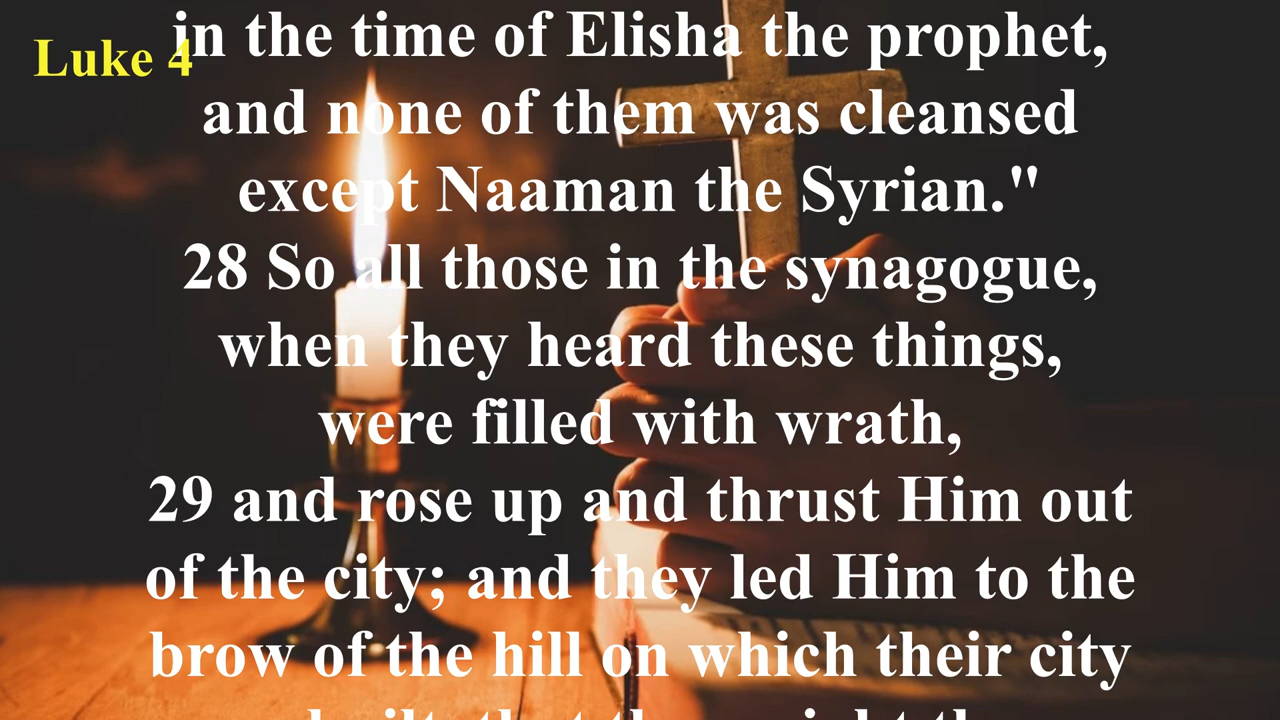 Luke 4
in the time of Elisha the prophet,
and none of them was cleansed
except Naaman the Syrian."
28 So all those in the synagogue,
when they heard these things,
were filled with wrath,
29 and rose up and thrust Him out
of the city; and they led Him to the
brow of the hill on which their city